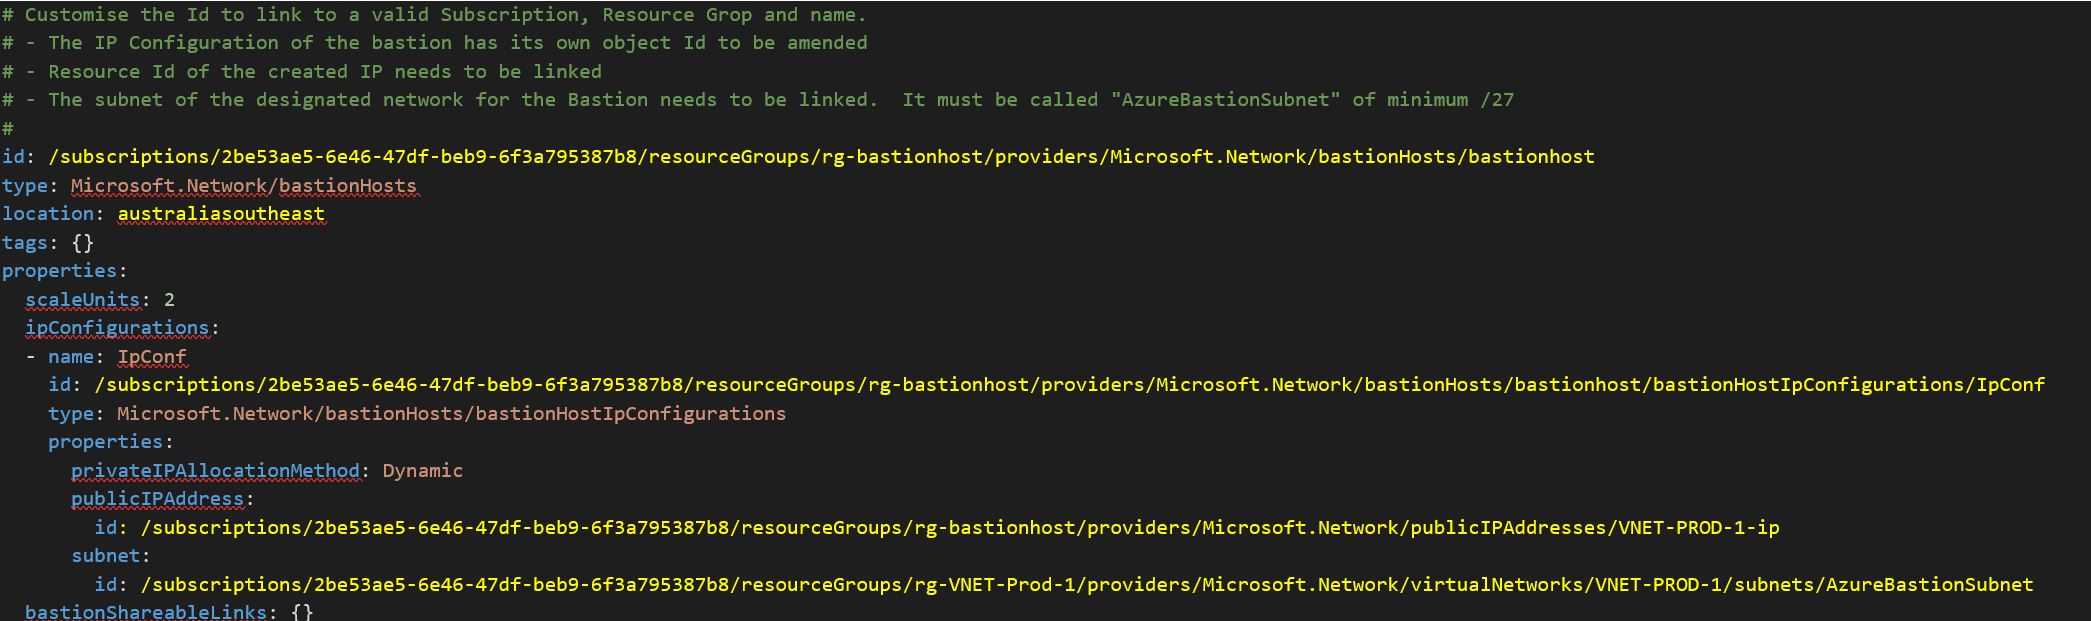 # Customise the Id to link to a valid Subscription, Resource Grop and name.
# - The IP Configuration of the bastion has its own object Id to be amended
# - Resource Id of the created IP needs to be linked
# - The subnet of the designated network for the Bastion needs to be linked.  It must be called "AzureBastionSubnet" of minimum /27
#
id: /subscriptions/2be53ae5-6e46-47df-beb9-6f3a795387b8/resourceGroups/rg-bastionhost/providers/Microsoft.Network/bastionHosts/bastionhost
type: Microsoft.Network/bastionHosts
location: australiasoutheast
tags: {}
properties:
  scaleUnits: 2
  ipConfigurations:
  - name: IpConf
    id: /subscriptions/2be53ae5-6e46-47df-beb9-6f3a795387b8/resourceGroups/rg-bastionhost/providers/Microsoft.Network/bastionHosts/bastionhost/bastionHostIpConfigurations/IpConf
    type: Microsoft.Network/bastionHosts/bastionHostIpConfigurations
    properties:
      privateIPAllocationMethod: Dynamic
      publicIPAddress:
        id: /subscriptions/2be53ae5-6e46-47df-beb9-6f3a795387b8/resourceGroups/rg-bastionhost/providers/Microsoft.Network/publicIPAddresses/VNET-PROD-1-ip
      subnet:
        id: /subscriptions/2be53ae5-6e46-47df-beb9-6f3a795387b8/resourceGroups/rg-VNET-Prod-1/providers/Microsoft.Network/virtualNetworks/VNET-PROD-1/subnets/AzureBastionSubnet
  bastionShareableLinks: {}